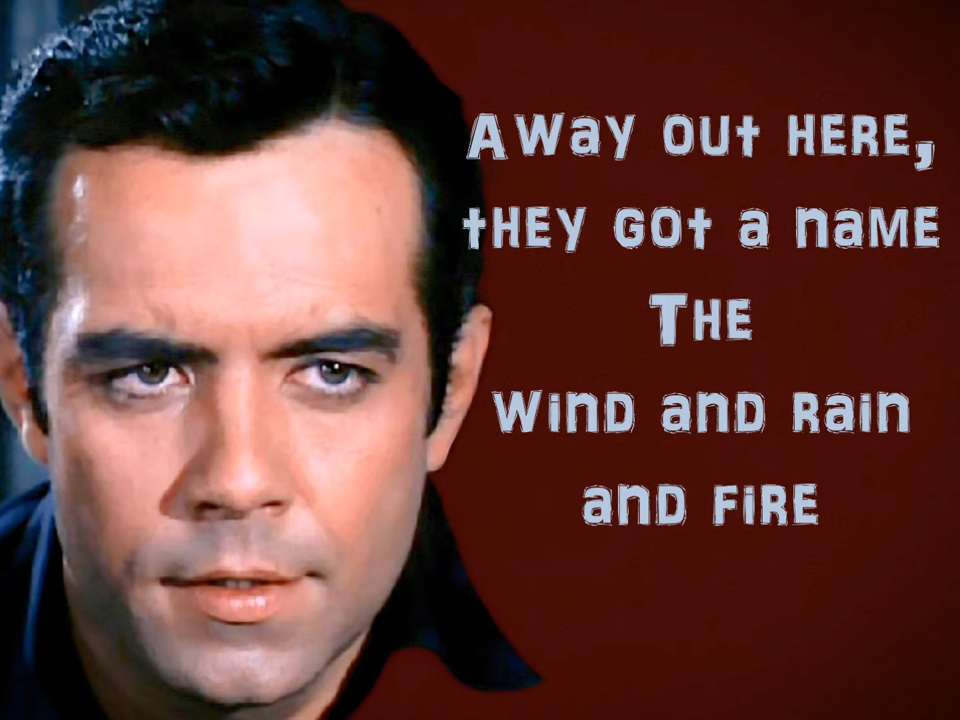 Away out here,
they got a name
The
wind and rain
and fire